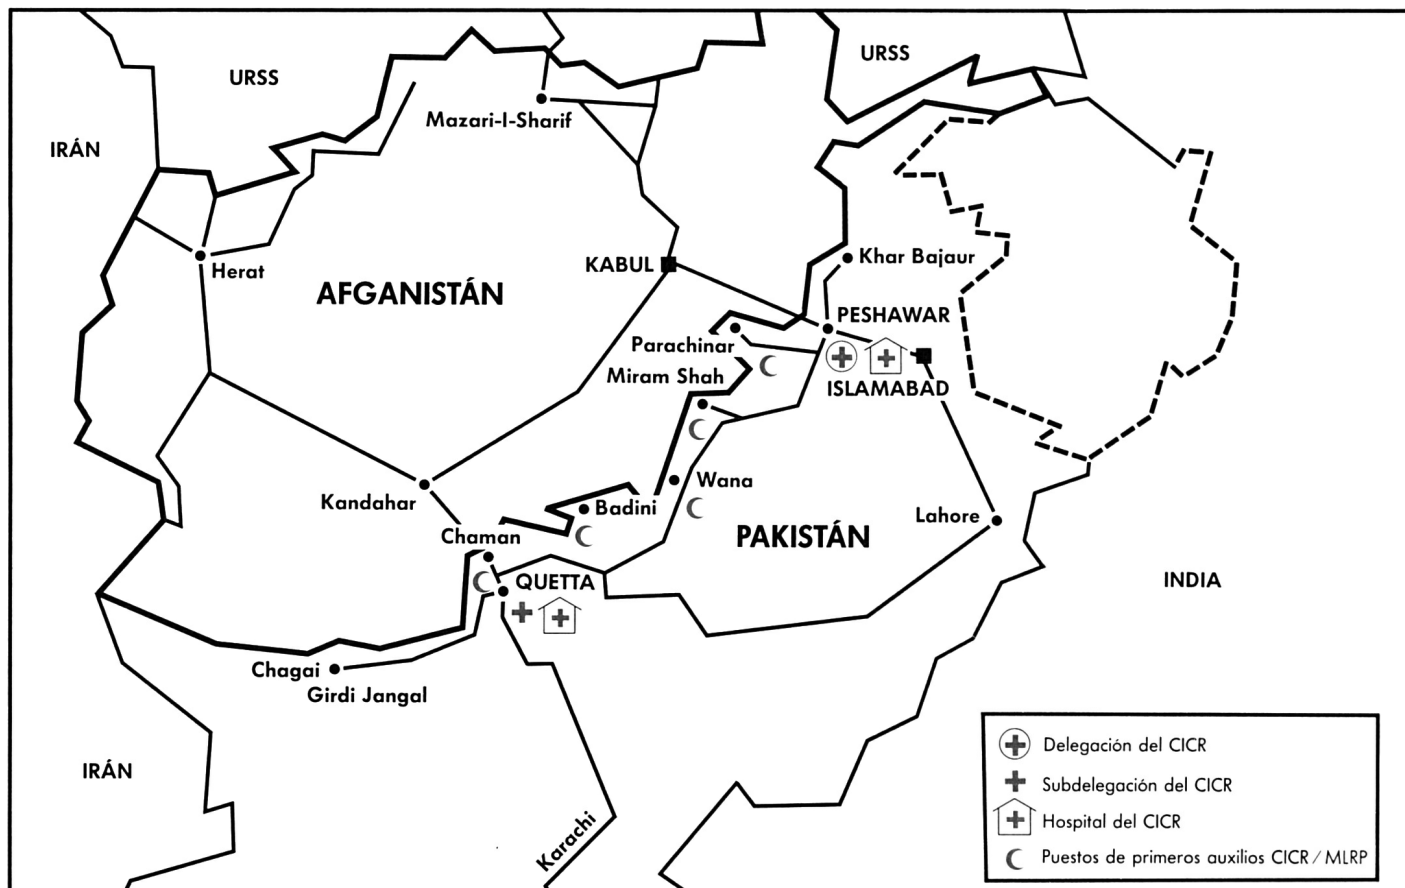 URSS
URSS
IRÁN
Mazari-I-Sharif
Herat
KABUL
Khar Bajaur
AFGANISTÁN
PESHAWAR
Parachinar
Miram Shah
ISLAMABAD
Kandahar
Wana
Badini
Chaman
PAKISTÁN
Lahore
QUETTA
INDIA
Chagai
Girdi Jangal
IRÁN
Karachi
Delegación del CICR
Subdelegación del CICR
Hospital del CICR
Puestos de primeros auxilios CICR/MLRP